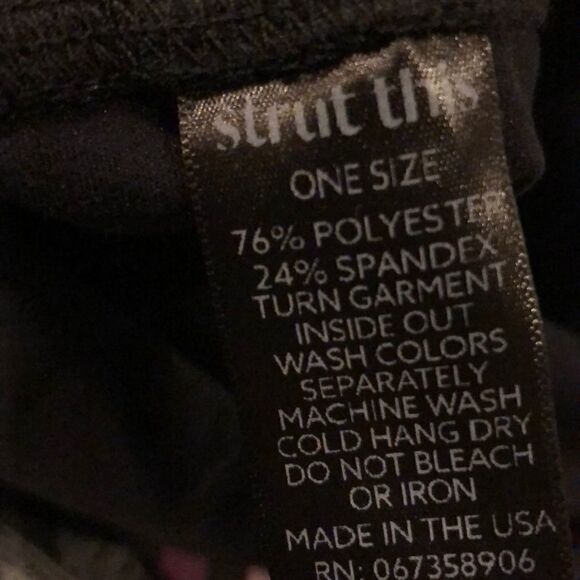 strut this
ONE SIZE
76% POLYESTER
24% SPANDEX
TURN GARMENT
INSIDE OUT
WASH COLORS
SEPARATELY
MACHINE WASH
COLD HANG DRY
DO NOT BLEACH
OR IRON
MADE IN THE USA
RN: 067358906